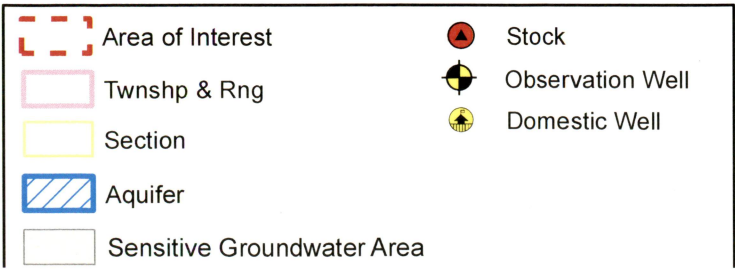 Area of Interest
Twnshp & Rng
Section
Aquifer
Sensitive Groundwater Area
Stock
Observation Well
Domestic Well